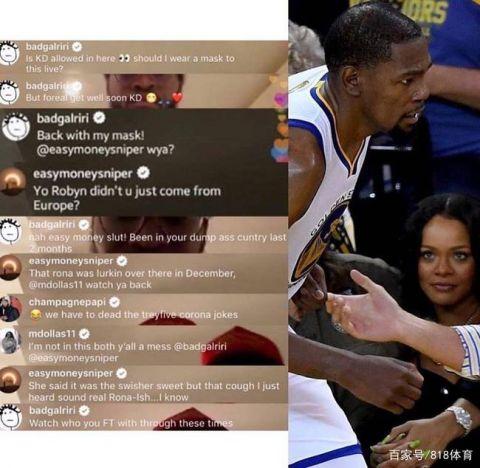 badgalriri
Is KD allowed in here 👀 should I wear a mask to
this live?
badgalriri
But foreal get well soon KD
badgalriri
Back with my mask!
@easymoneysniper wya?
easymoneysniper
Yo Robyn didn't u just come from
Europe?
badgalriri
nah easy money slut! Been in your dump ass cuntry last
2 months
easymoneysniper
That rona was lurkin over there in December,
@mdollas11 watch ya back
champagnepapi
😂 we have to dead the treyfive corona jokes
mdollas11
I'm not in this both y'all a mess @badgalriri
@easymoneysniper
easymoneysniper
She said it was the swisher sweet but that cough I just
heard sound real Rona-Ish...I know
badgalriri
Watch who you FT with through these times
百家号/818体育